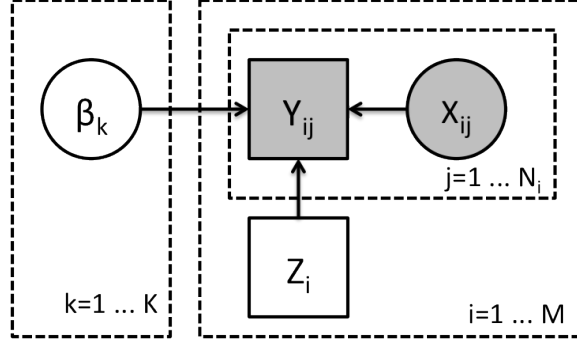 βk
Yij
Xij
j=1 ... Ni
Zi
k=1 ... K
i=1 ... M